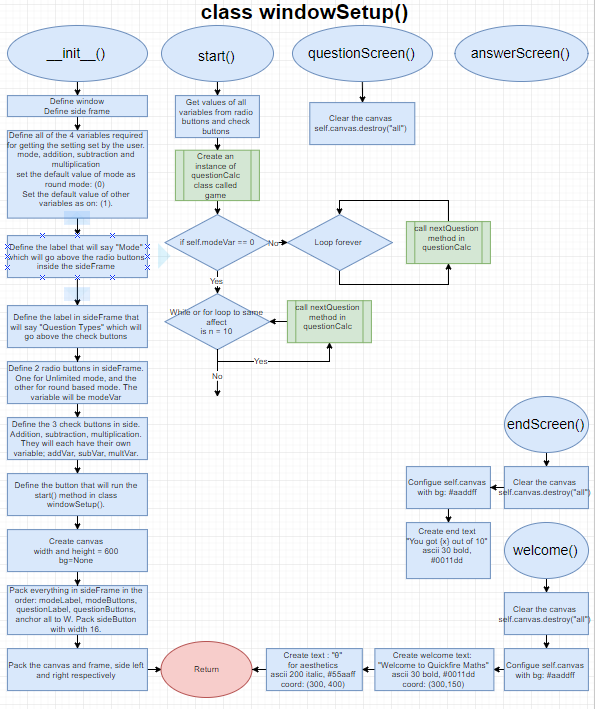 class windowSetup()
__init__()
start()
questionScreen()
answerScreen()
Define window
Define side frame
Define all of the 4 variables required
for getting the setting set by the user.
mode, addition, subtraction and
multiplication
set the default value of mode as
round mode: (0)
Set the default value of other
variables as on: (1).
Define the label that will say "Mode"
which will go above the radio buttons
inside the sideFrame
Define the label in sideFrame that
will say "Question Types" which will
go above the check buttons
Define 2 radio buttons in sideFrame.
One for Unlimited mode, and the
other for round based mode. The
variable will be modeVar
Define the 3 check buttons in side.
Addition, subtraction, multiplication.
They will each have their own
variable; addVar, subVar, multVar.
Define the button that will run the
start() method in class
windowSetup().
Create canvas
width and height = 600
bg=None
Pack everything in sideFrame in the
order: modeLabel, modeButtons,
questionLabel, questionButtons,
anchor all to W. Pack sideButton
with width 16.
Pack the canvas and frame, side left
and right respectively
Get values of all
variables from radio
buttons and check
buttons
Create an
instance of
questionCalc
class called
game
if self.modeVar == 0
No
Loop forever
call nextQuestion
method in
questionCalc
Yes
While or for loop to same
affect
is n = 10
call nextQuestion
method in
questionCalc
Yes
No
Clear the canvas
self.canvas.destroy("all")
endScreen()
Clear the canvas
self.canvas.destroy("all")
Configue self.canvas
with bg: #aaddff
Create end text
"You got {x} out of 10"
ascii 30 bold,
#0011dd
welcome()
Clear the canvas
self.canvas.destroy("all")
Configue self.canvas
with bg: #aaddff
Create welcome text:
"Welcome to Quickfire Maths"
ascii 30 bold, #0011dd
coord: (300,150)
Create text : "θ"
for aesthetics
ascii 200 italic, #55aaff
coord: (300, 400)
Return